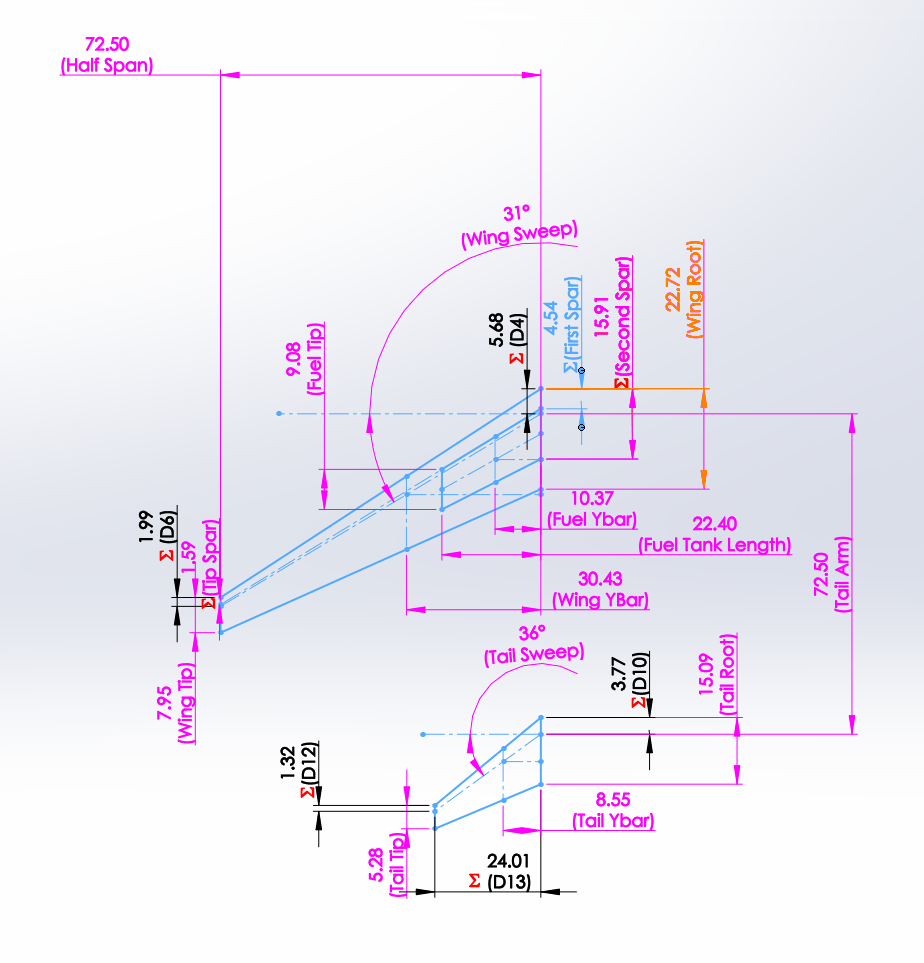 72.50
(Half Span)
31°
(Wing Sweep)
9.08
(Fuel Tip)
5.68
Σ (D4)
4.54
Σ(First Spar)
15.91
Σ(Second Spar)
22.72
(Wing Root)
10.37
(Fuel Ybar)
22.40
(Fuel Tank Length)
1.99
Σ (D6)
1.59
Σ(Tip Spar)
30.43
(Wing YBar)
72.50
(Tail Arm)
7.95
(Wing Tip)
36°
(Tail Sweep)
3.77
Σ(D10)
15.09
(Tail Root)
1.32
Σ(D12)
8.55
(Tail Ybar)
5.28
(Tail Tip)
24.01
Σ (D13)